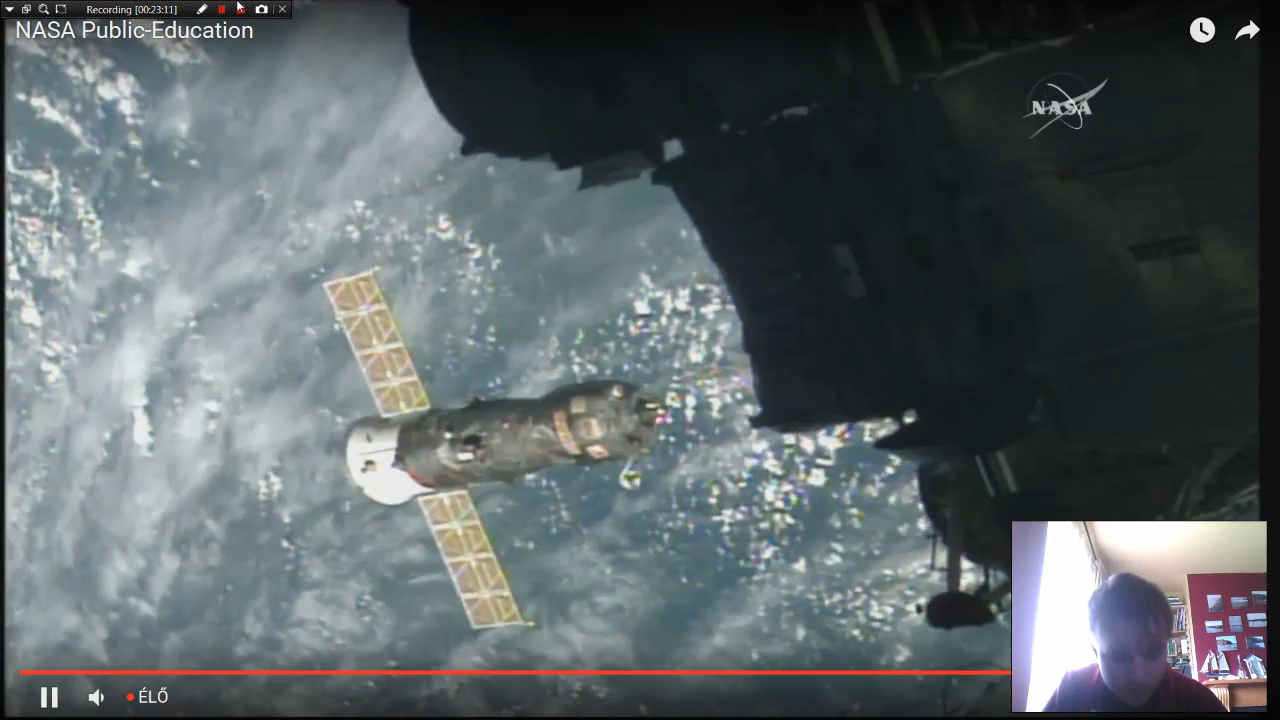 Recording [00:23:11]
NASA Public-Education
NASA
ÉLŐ